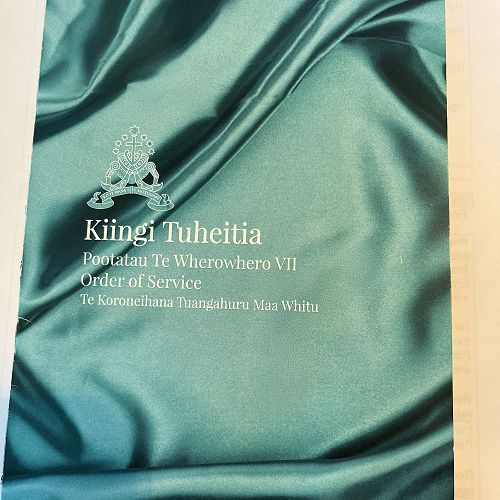 Kiingi Tuheitia
Pootatau Te Wherowhero VII
Order of Service
Te Koroneihana Tuangahuru Maa Whitu